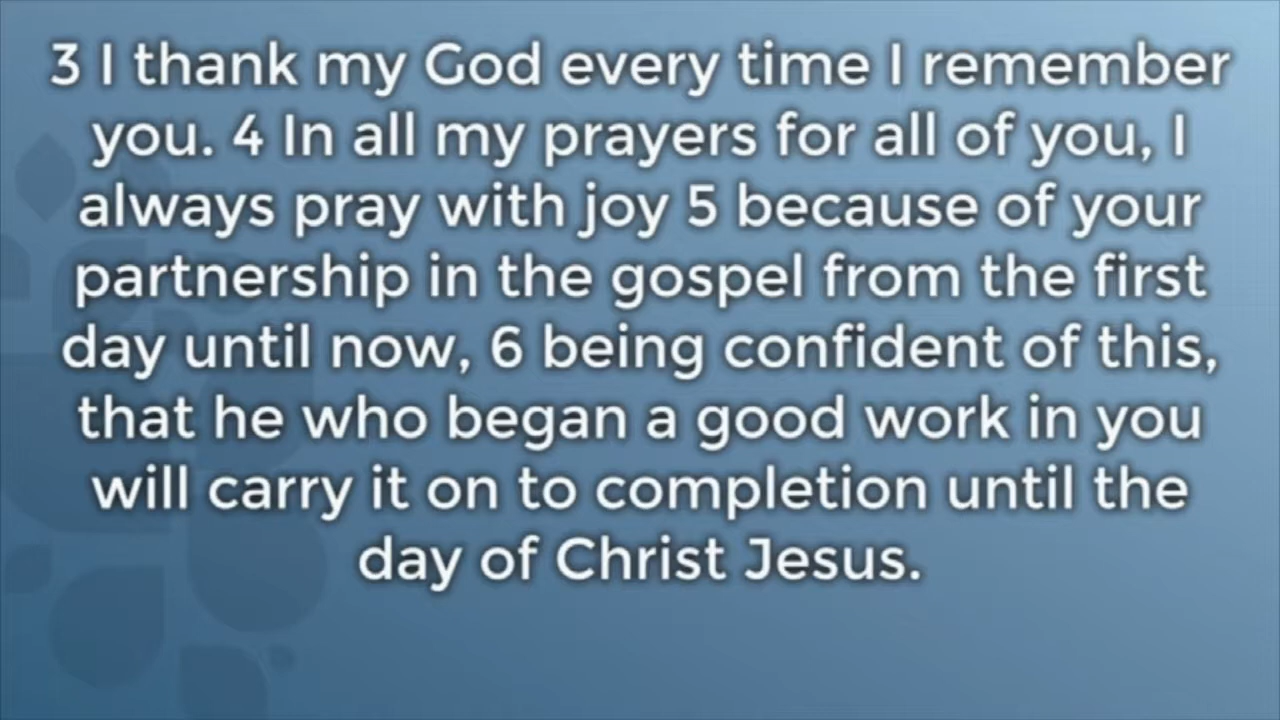 3 I thank my God every time I remember
you. 4 In all my prayers for all of you, I
always pray with joy 5 because of your
partnership in the gospel from the first
day until now, 6 being confident of this,
that he who began a good work in you
will carry it on to completion until the
day of Christ Jesus.